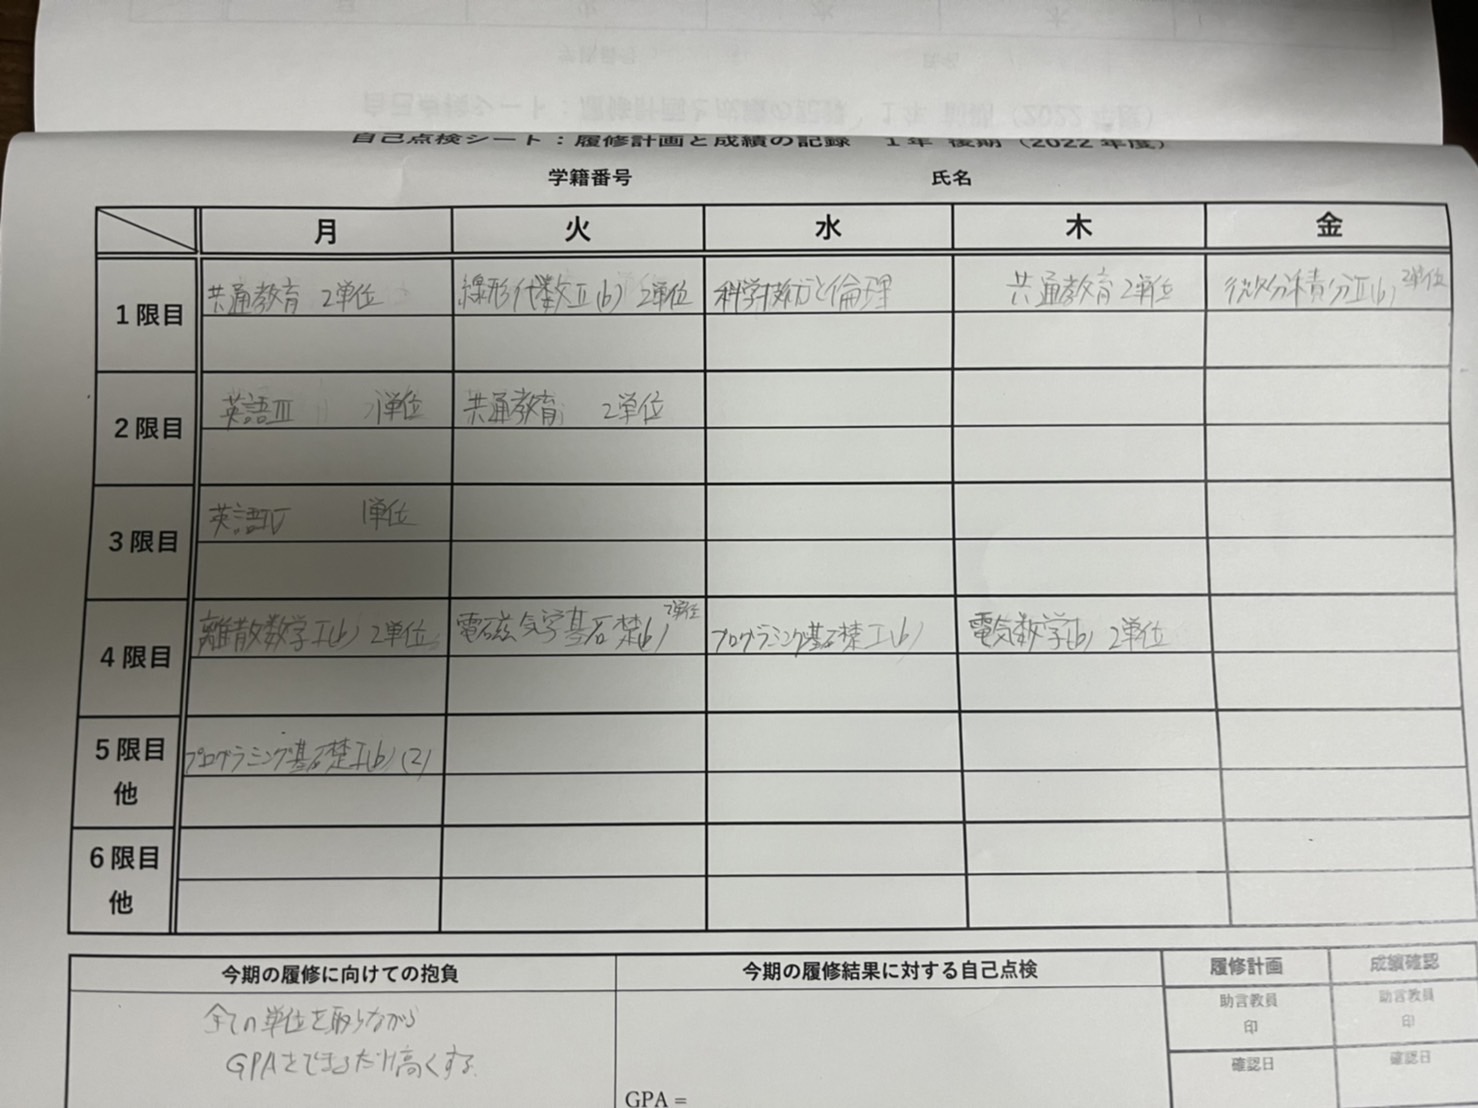 自己点検シート：履修計画と成績の記録　1年 後期（2022年度）
学籍番号　氏名
月　火　水　木　金
1限目　共通教育 2単位　線形代数Ⅱ(b) 2単位　科学技術と倫理　共通教育 2単位　微分積分Ⅱ(b) 2単位
2限目　英語Ⅲ 1単位　共通教育 2単位
3限目　英語Ⅳ 1単位
4限目　離散数学Ⅰ(b) 2単位　電磁気学基礎(b) 2単位　プログラミング基礎Ⅰ(b)　電気数学(b) 2単位
5限目　プログラミング基礎Ⅰ(b) (2)
他
6限目
他
今期の履修に向けての抱負　今期の履修結果に対する自己点検　履修計画　成績確認
全ての単位を取りながら
GPAをできるだけ高くする。
助言教員　助言教員
印　印
確認日　確認日
GPA =